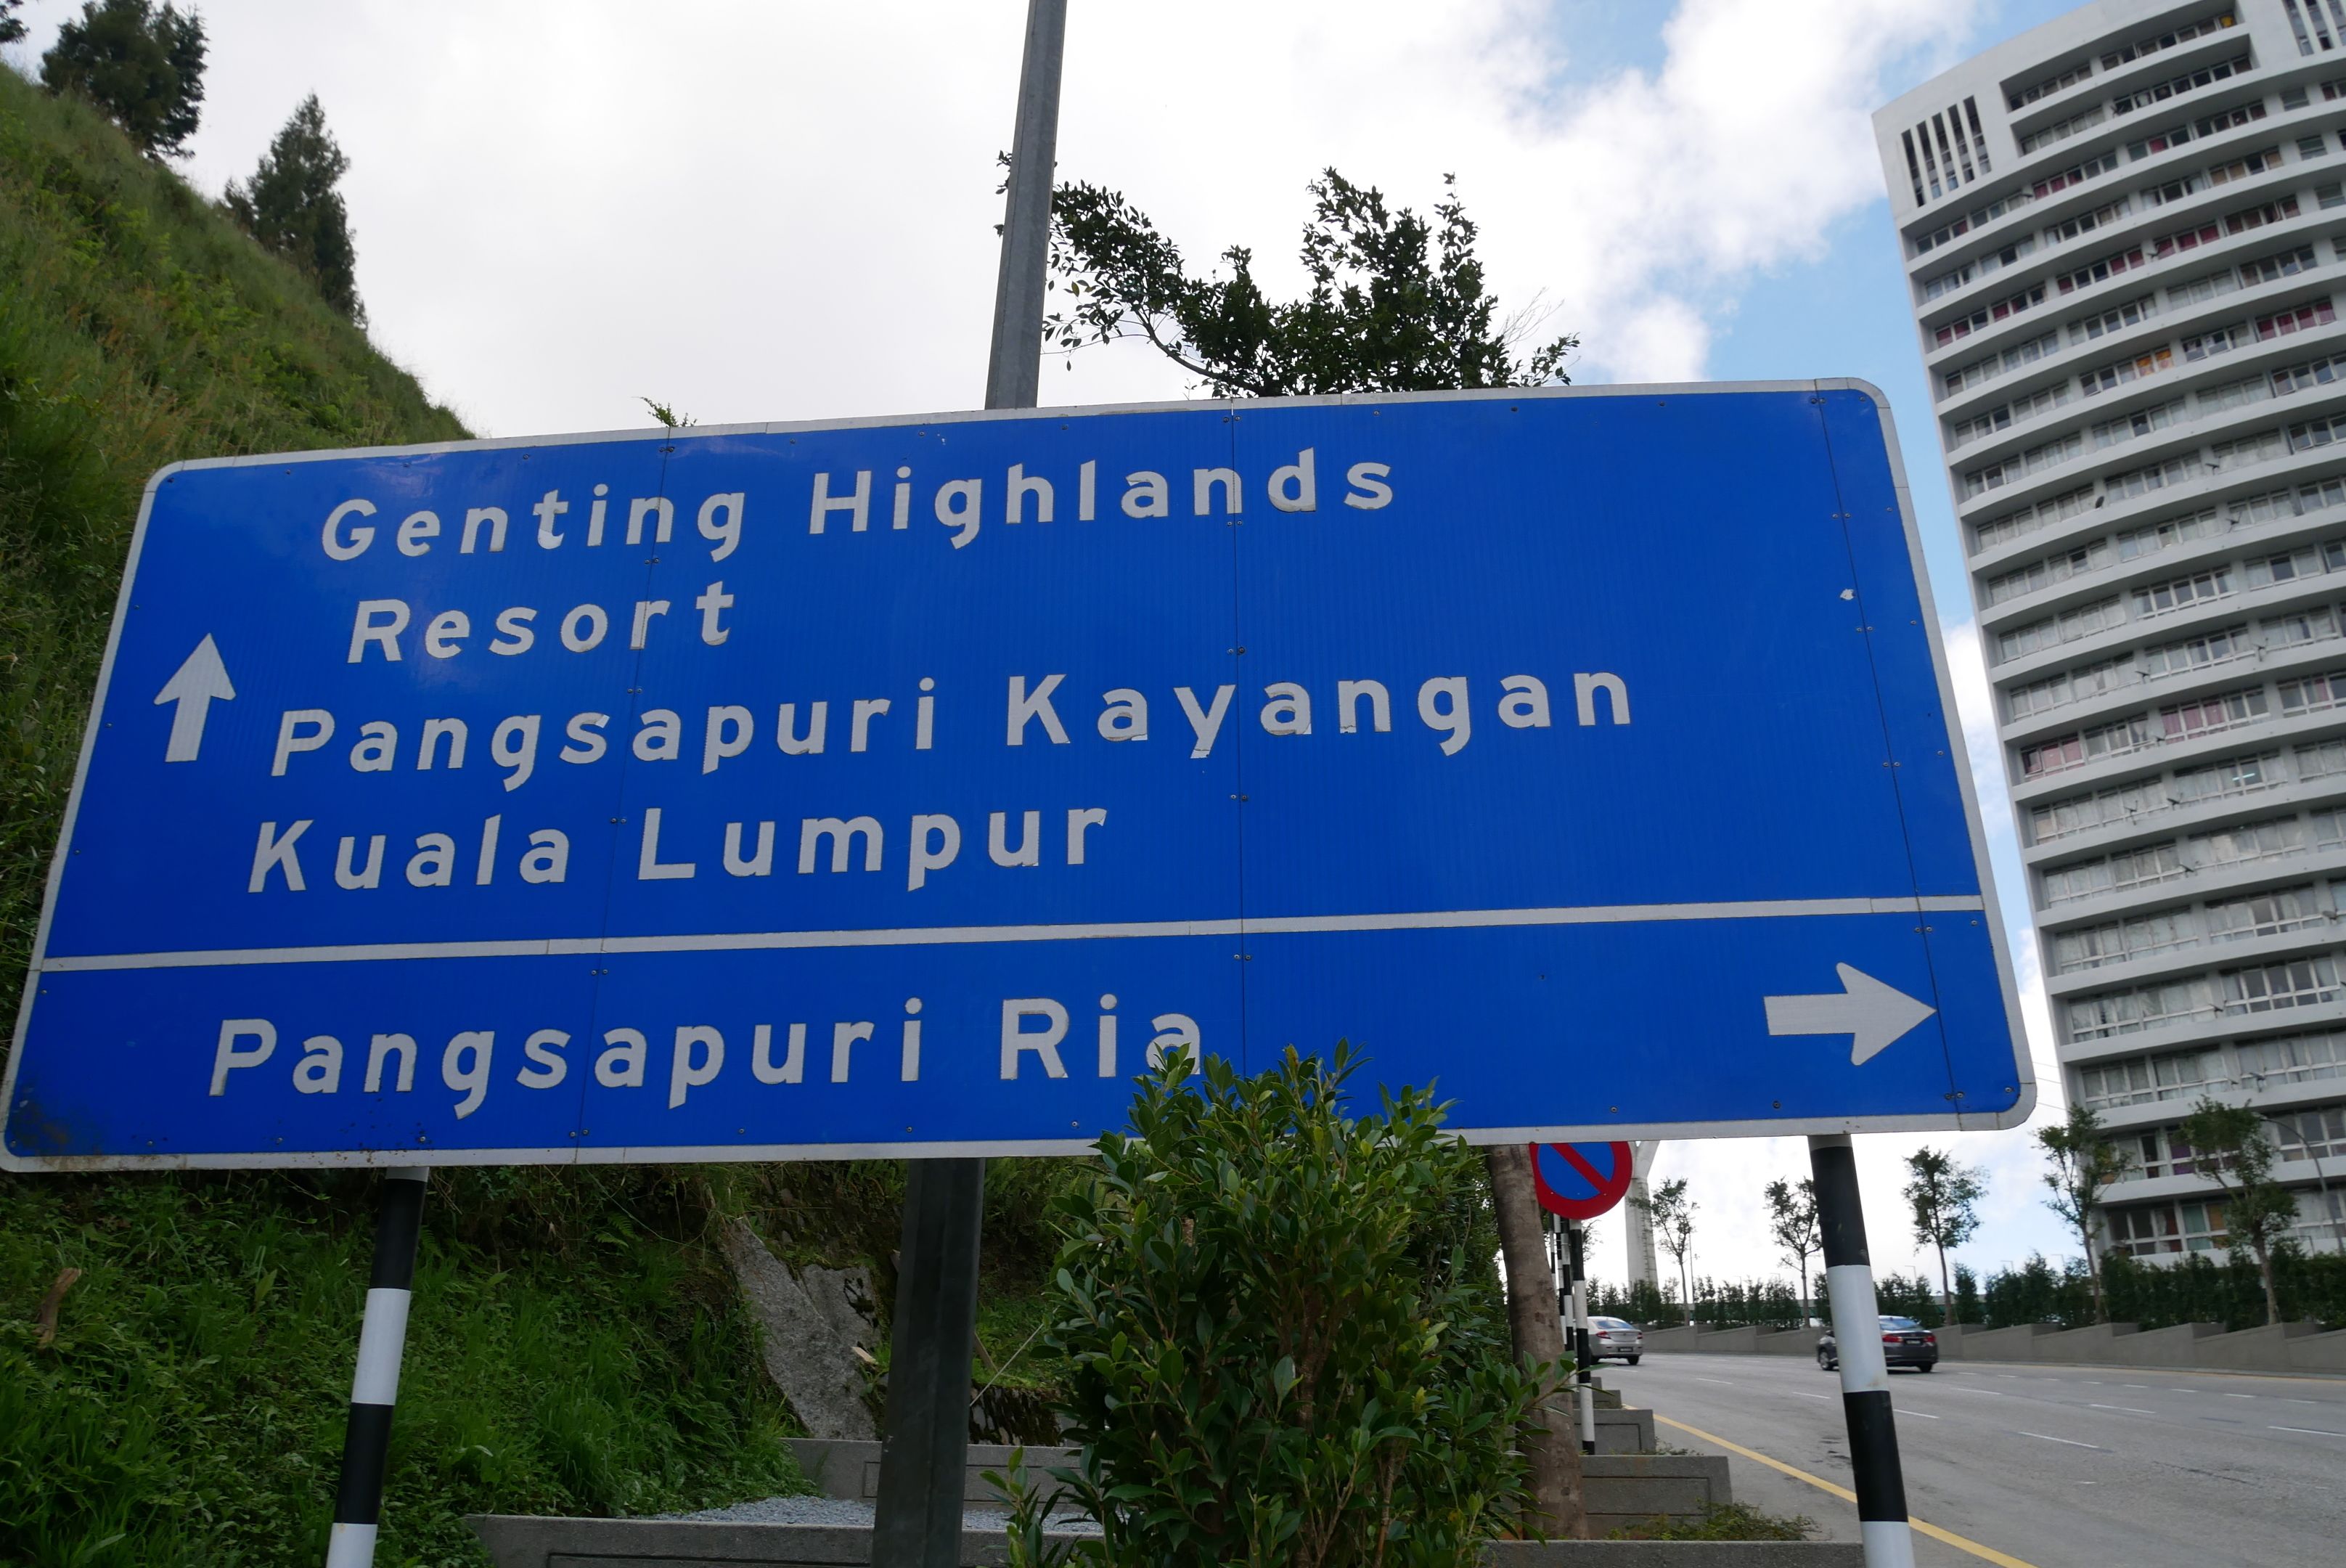 Genting Highlands
Resort
Pangsapuri Kayangan
Kuala Lumpur
Pangsapuri Ria